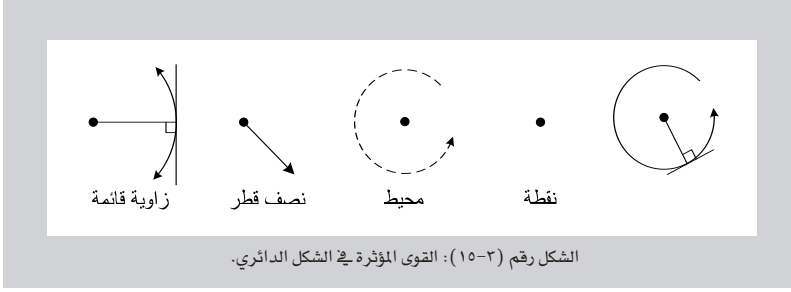 نقطة محيط نصف قطر زاوية قائمة
الشكل رقم (٣-١٥): القوى المؤثرة في الشكل الدائري.